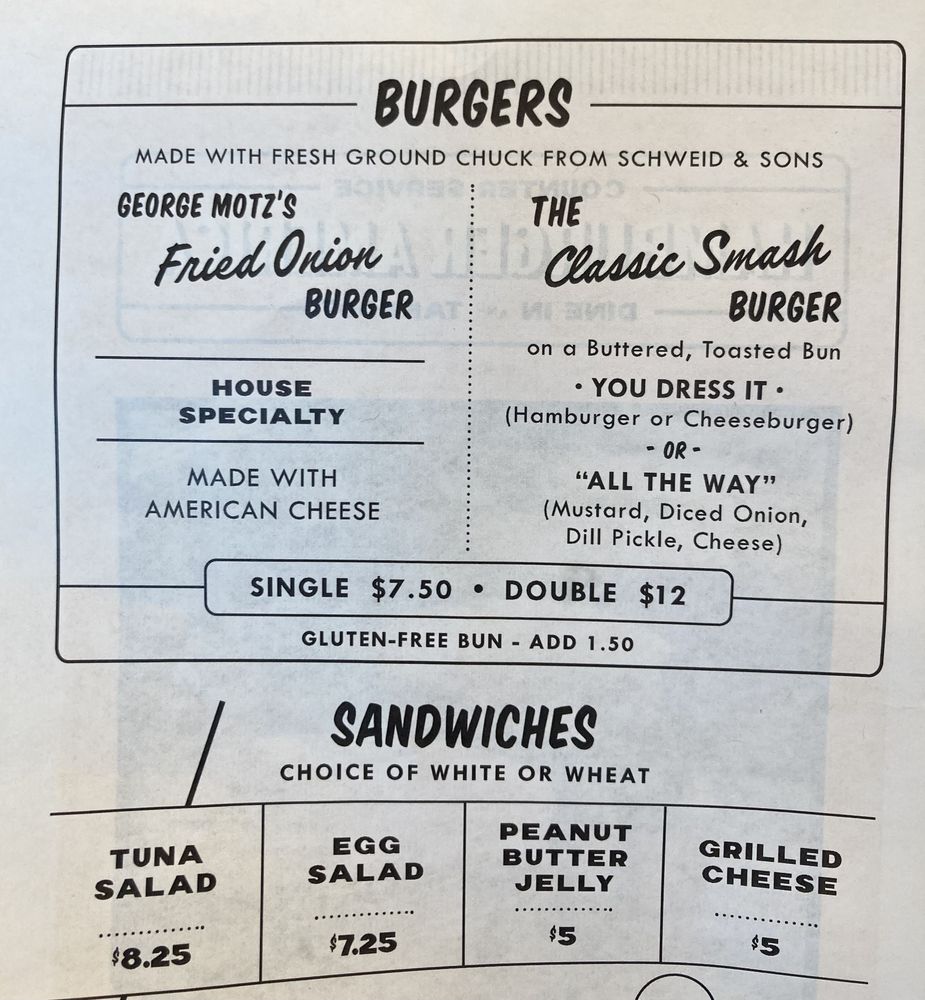 BURGERS
MADE WITH FRESH GROUND CHUCK FROM SCHWEID & SONS
GEORGE MOTZ'S
Fried Onion
BURGER
HOUSE
SPECIALTY
MADE WITH
AMERICAN CHEESE
THE
Classic Smash
BURGER
on a Buttered, Toasted Bun
• YOU DRESS IT •
(Hamburger or Cheeseburger)
- OR -
“ALL THE WAY”
(Mustard, Diced Onion,
Dill Pickle, Cheese)
SINGLE $7.50 • DOUBLE $12
GLUTEN-FREE BUN - ADD 1.50
SANDWICHES
CHOICE OF WHITE OR WHEAT
TUNA
SALAD
$8.25
EGG
SALAD
$7.25
PEANUT
BUTTER
JELLY
$5
GRILLED
CHEESE
$5